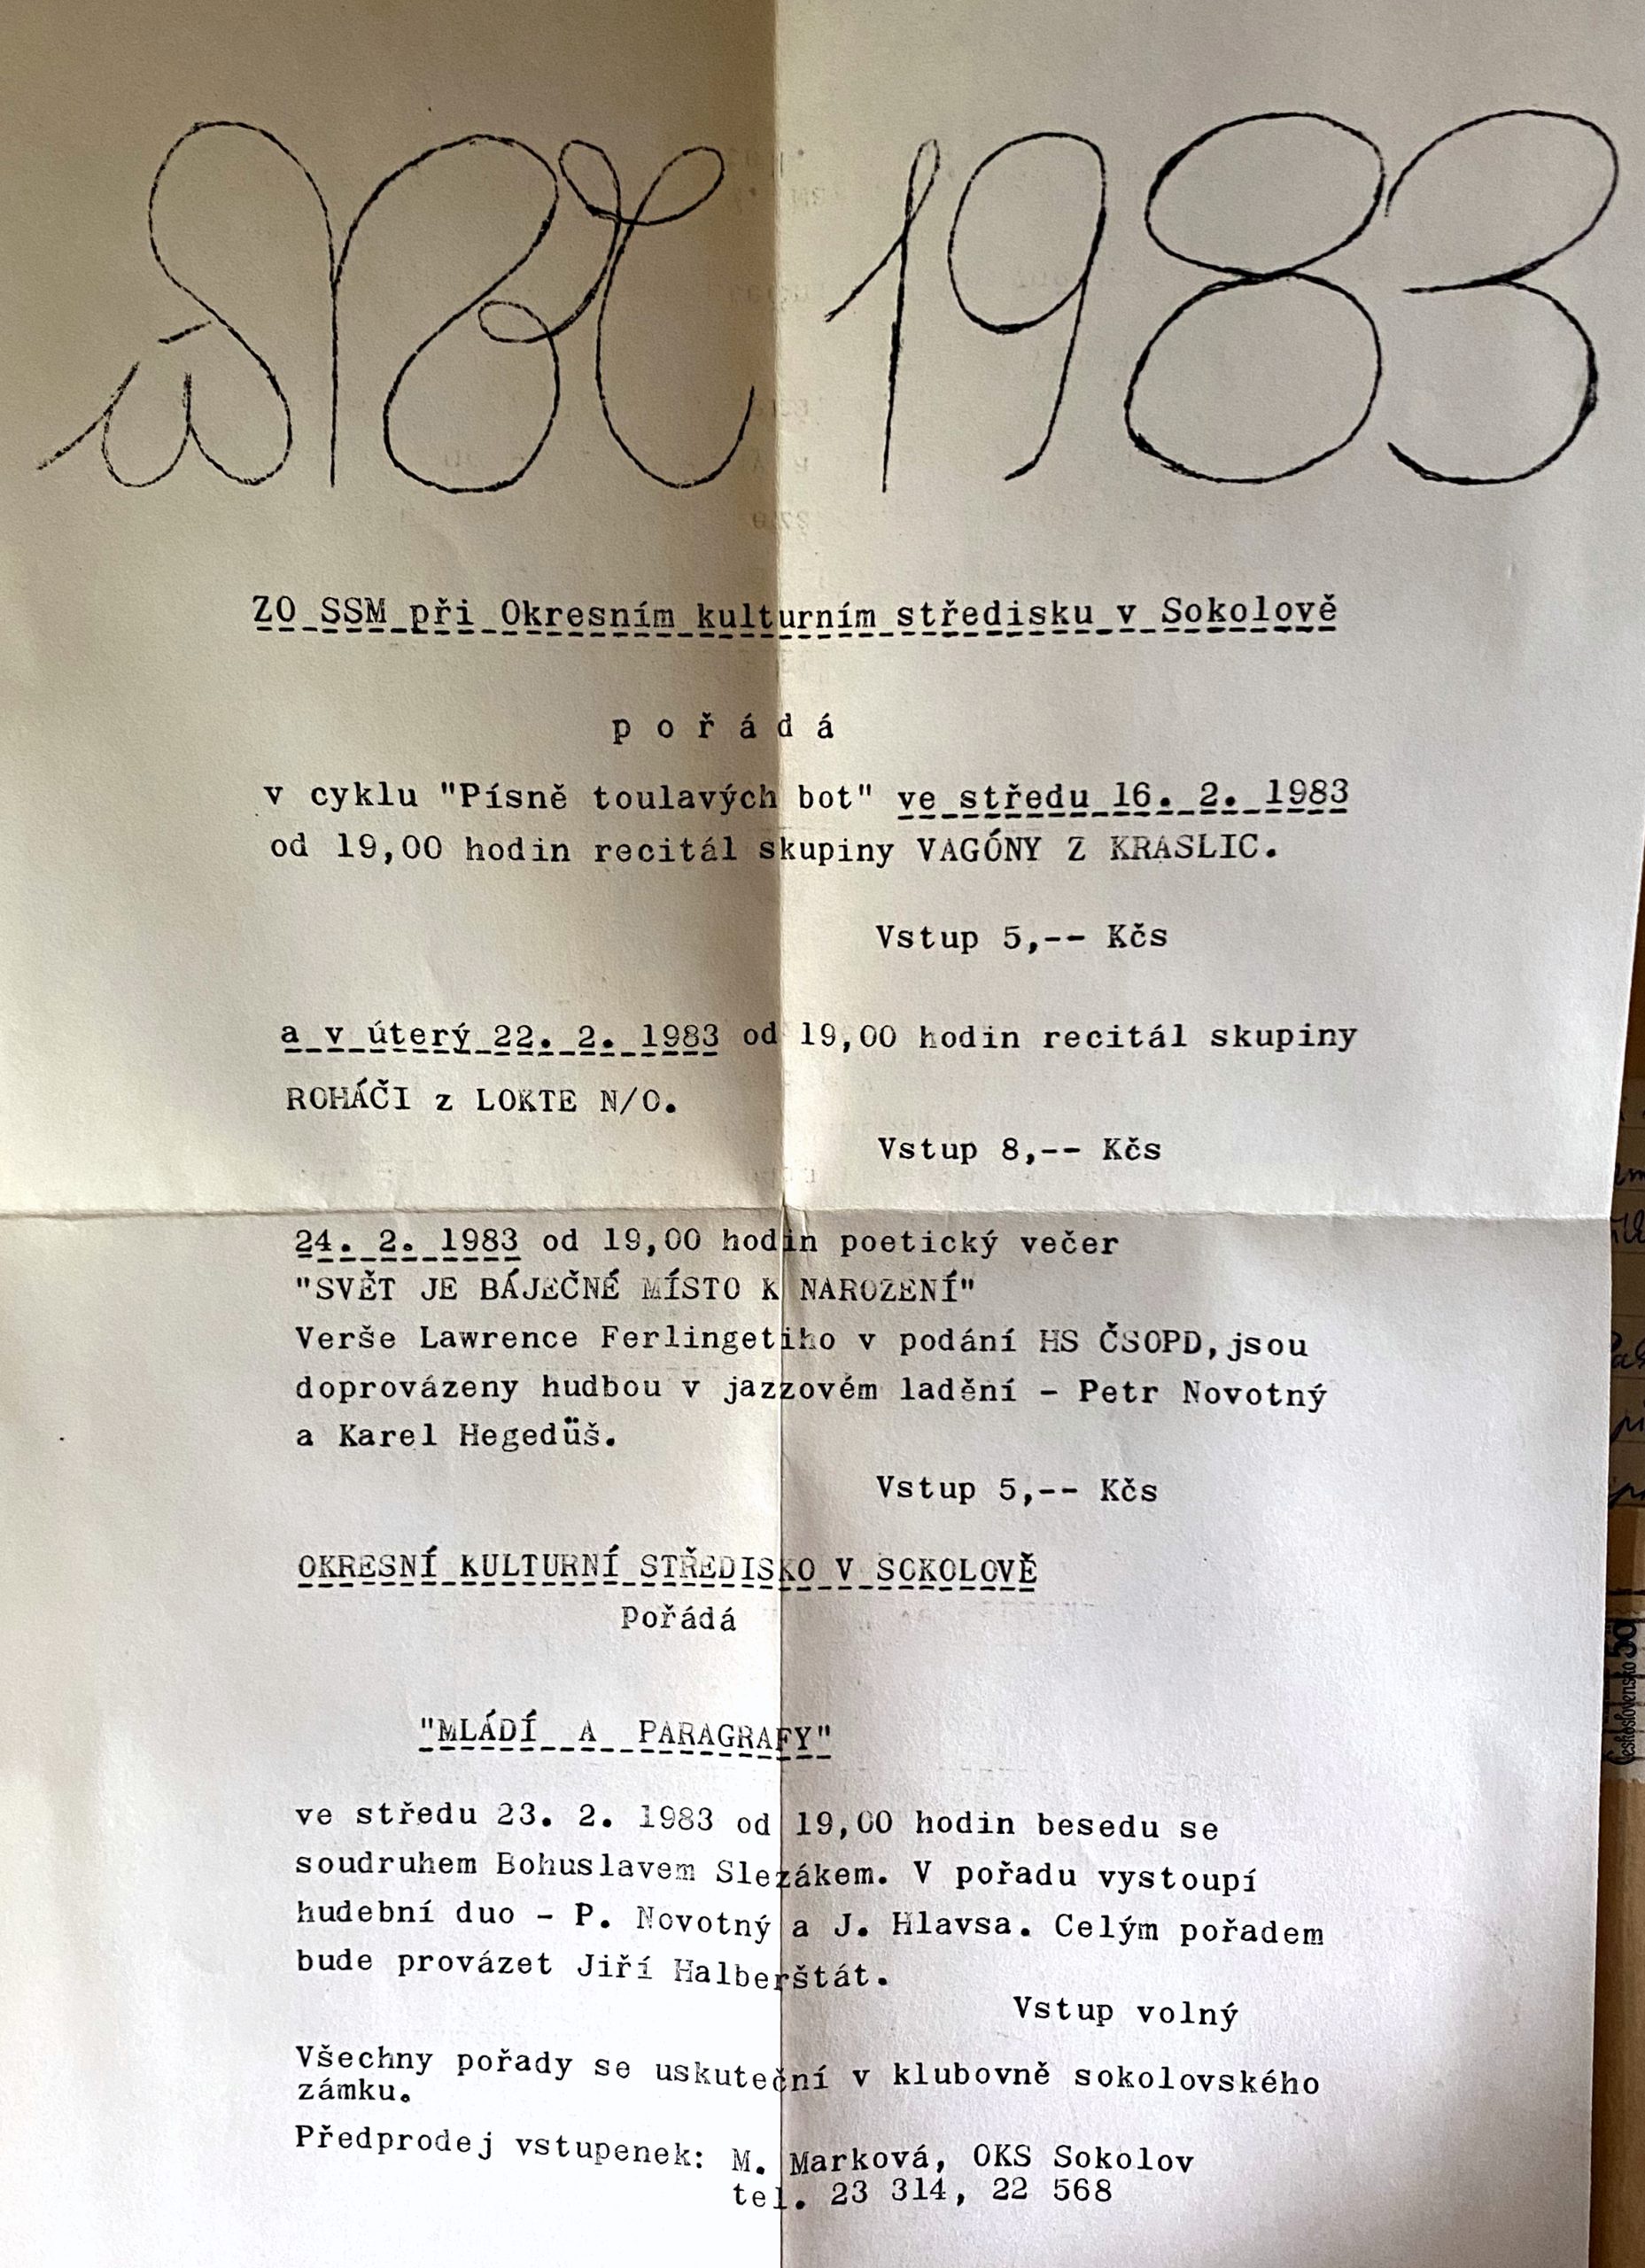 únor 1983
ZO SSM při Okresním kulturním středisku v Sokolově
pořádá
v cyklu "Písně toulavých bot" ve středu 16. 2. 1983
od 19,00 hodin recitál skupiny VAGÓNY Z KRASLIC.
Vstup 5,-- Kčs
a v úterý 22. 2. 1983 od 19,00 hodin recitál skupiny
ROHÁČI z LOKTE N/O.
Vstup 8,-- Kčs
24. 2. 1983 od 19,00 hodin poetický večer
"SVĚT JE BÁJEČNÉ MÍSTO K NAROZENÍ"
Verše Lawrence Ferlingetiho v podání HS ČSOPD, jsou
doprovázeny hudbou v jazzovém ladění - Petr Novotný
a Karel Hegedüš.
Vstup 5,-- Kčs
OKRESNÍ KULTURNÍ STŘEDISKO V SOKOLOVĚ
pořádá
"MLÁDÍ A PARAGRAFY"
ve středu 23. 2. 1983 od 19,00 hodin besedu se
soudruhem Bohuslavem Slezákem. V pořadu vystoupí
hudební duo - P. Novotný a J. Hlavsa. Celým pořadem
bude provázet Jiří Halberštát.
Vstup volný
Všechny pořady se uskuteční v klubovně sokolovského
zámku.
Předprodej vstupenek: M. Marková, OKS Sokolov
tel. 23 314, 22 568
Československo 50